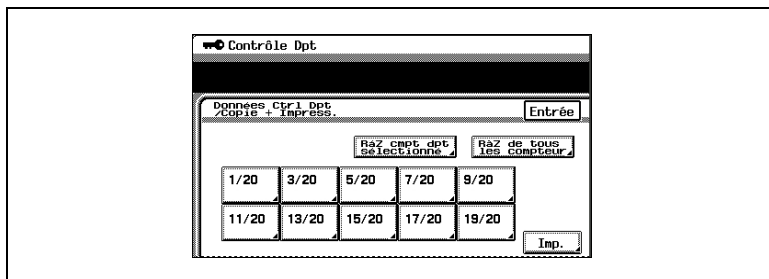 Contrôle Dpt
Données Ctrl Dpt
/Copie + Impress.
Entrée
RàZ cmpt dpt
sélectionné
RàZ de tous
les compteur
1/20 3/20 5/20 7/20 9/20
11/20 13/20 15/20 17/20 19/20
Imp.